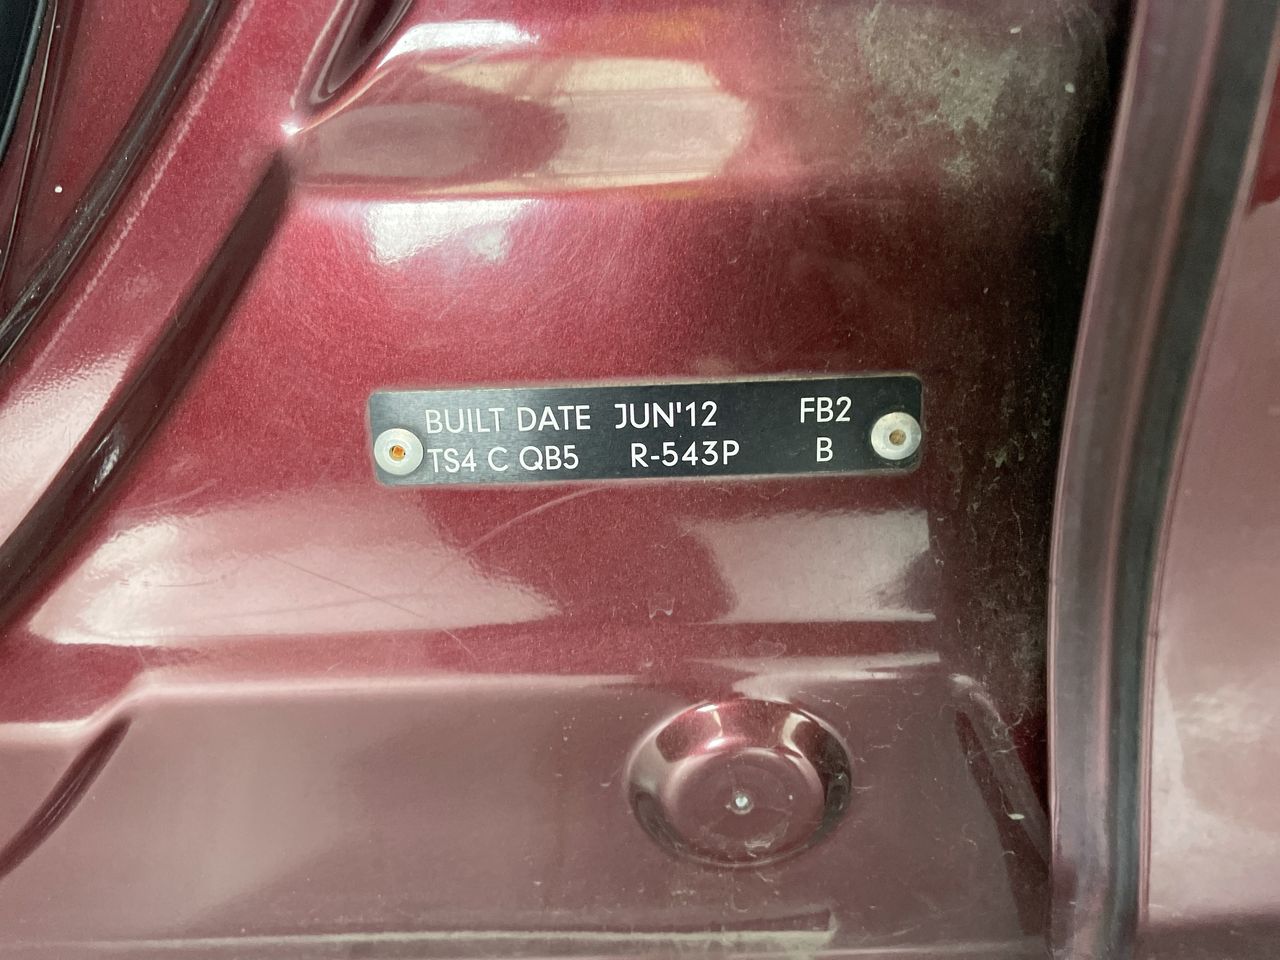 BUILT DATE JUN'12 FB2
TS4 C QB5 R-543P B